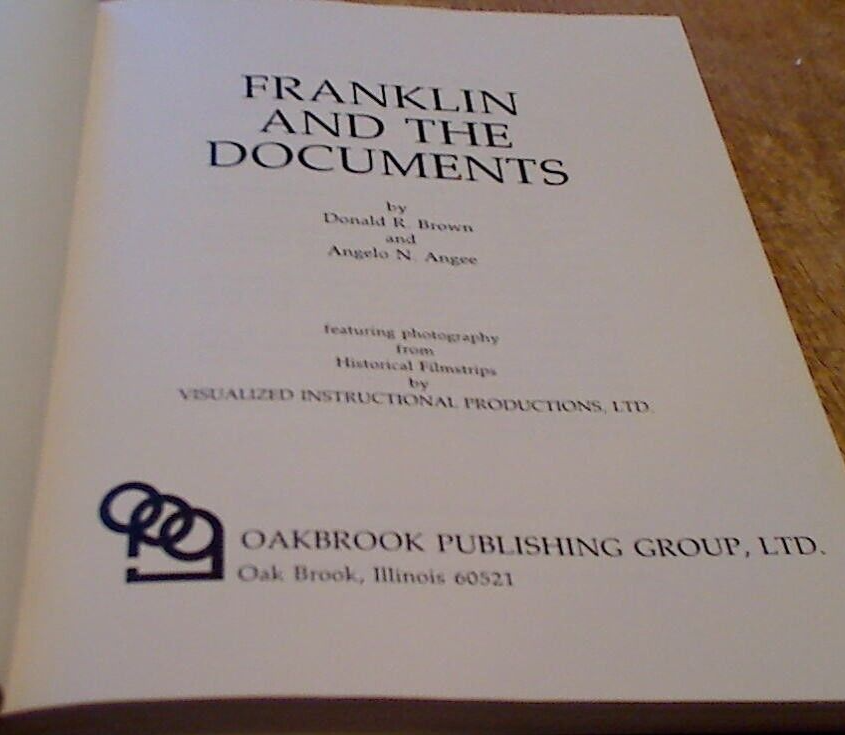 FRANKLIN
AND THE
DOCUMENTS
by
Donald R. Brown
and
Angelo N. Angee
featuring photography
from
Historical Filmstrips
by
VISUALIZED INSTRUCTIONAL PRODUCTIONS, LTD.
OAKBROOK PUBLISHING GROUP, LTD.
Oak Brook, Illinois 60521